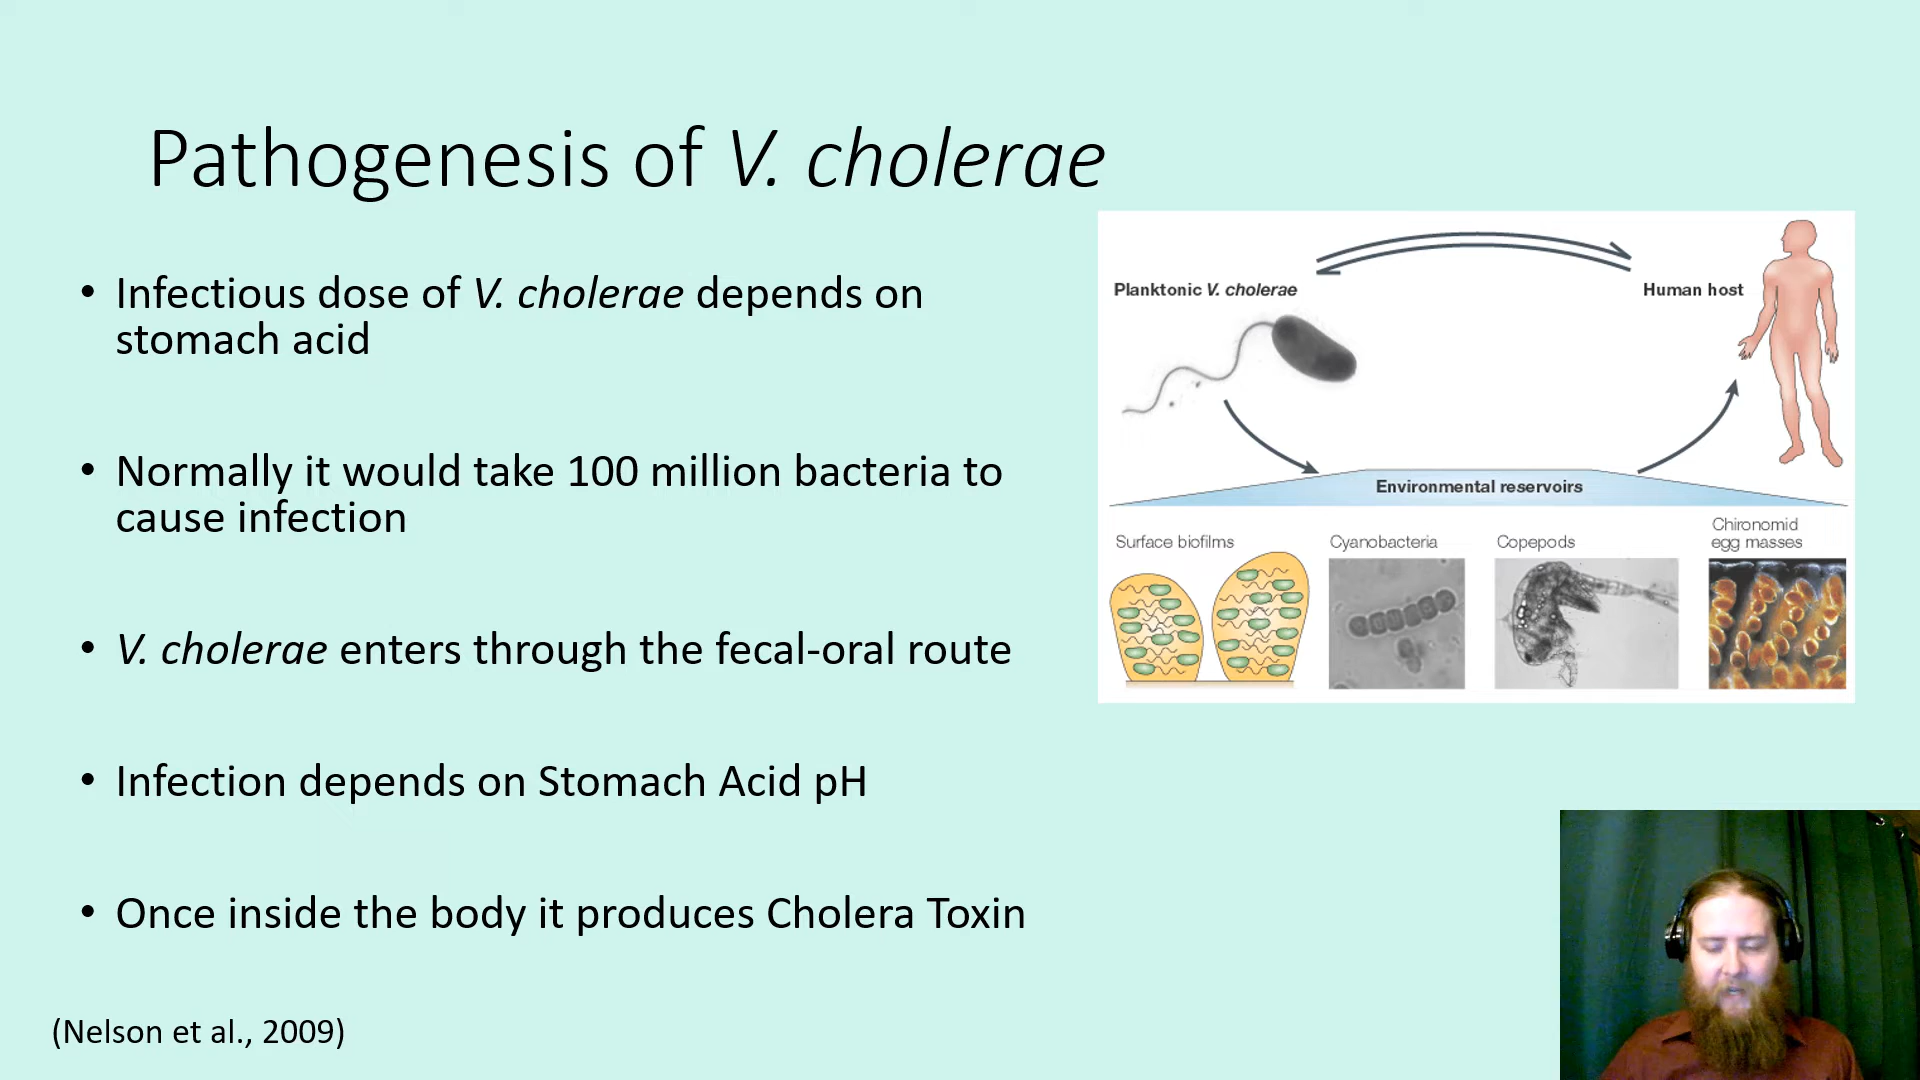 Pathogenesis of V. cholerae
• Infectious dose of V. cholerae depends on
stomach acid
• Normally it would take 100 million bacteria to
cause infection
• V. cholerae enters through the fecal-oral route
• Infection depends on Stomach Acid pH
• Once inside the body it produces Cholera Toxin
(Nelson et al., 2009)
Planktonic V. cholerae
Human host
Environmental reservoirs
Surface biofilms
Cyanobacteria
Copepods
Chironomid
egg masses